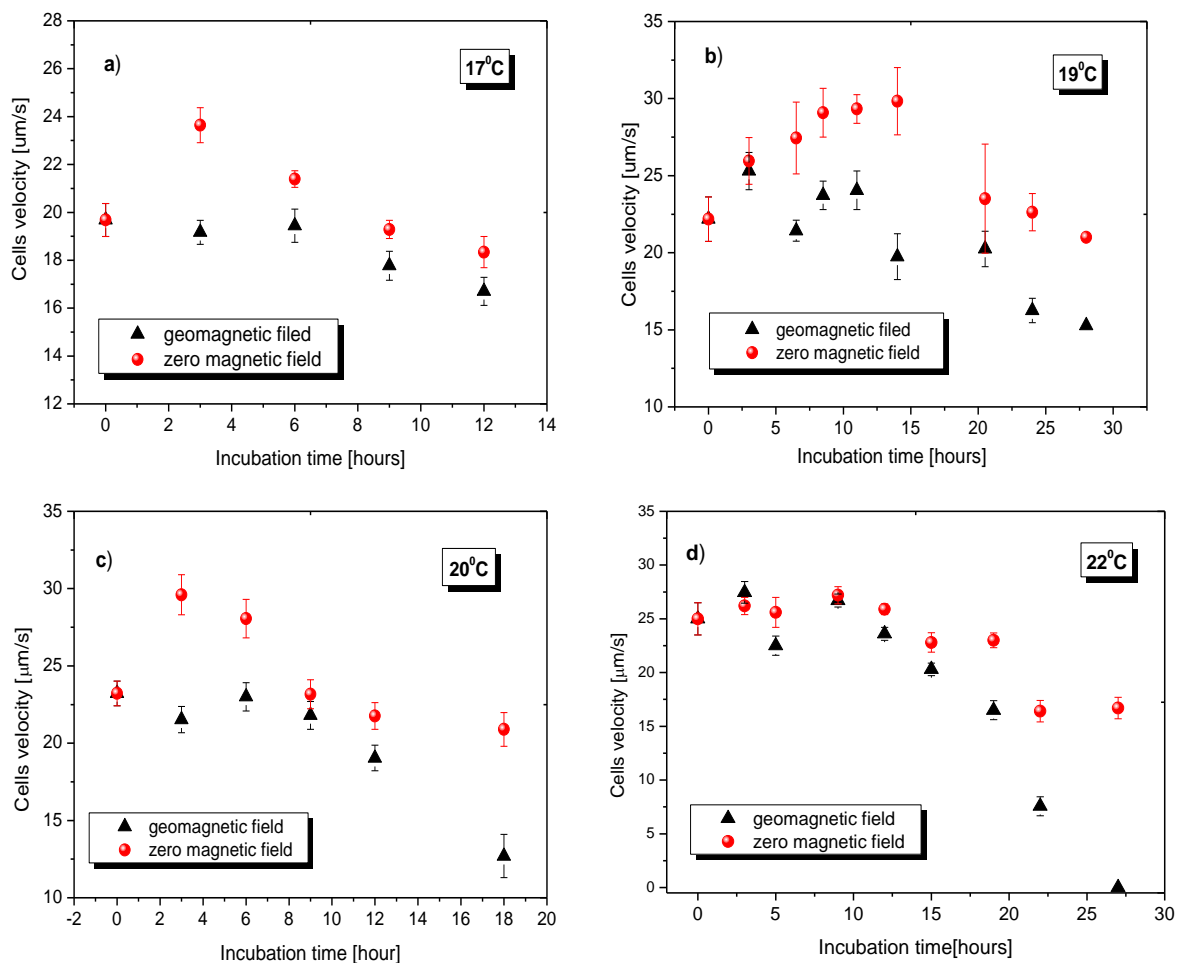 a)
17⁰C
Cells velocity [um/s]
28
26
24
22
20
18
16
14
12
geomagnetic filed
zero magnetic field
0 2 4 6 8 10 12 14
Incubation time [hours]
b)
19⁰C
Cells velocity [um/s]
35
30
25
20
15
10
geomagnetic filed
zero magnetic field
0 5 10 15 20 25 30
Incubation time [hours]
c)
20⁰C
Cells velocity [μm/s]
35
30
25
20
15
10
geomagnetic field
zero magnetic field
-2 0 2 4 6 8 10 12 14 16 18 20
Incubation time [hour]
d)
22⁰C
Cells velocity [μm/s]
35
30
25
20
15
10
5
0
geomagnetic field
zero magnetic field
0 5 10 15 20 25 30
Incubation time[hours]